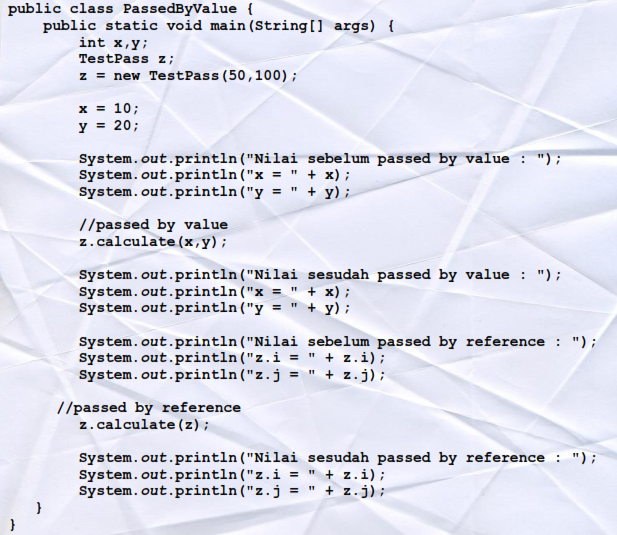 public class PassedByValue {
public static void main(String[] args) {
int x,y;
TestPass z;
z = new TestPass(50,100);
x = 10;
y = 20;
System.out.println("Nilai sebelum passed by value : ");
System.out.println("x = " + x);
System.out.println("y = " + y);
//passed by value
z.calculate(x,y);
System.out.println("Nilai sesudah passed by value : ");
System.out.println("x = " + x);
System.out.println("y = " + y);
System.out.println("Nilai sebelum passed by reference : ");
System.out.println("z.i = " + z.i);
System.out.println("z.j = " + z.j);
//passed by reference
z.calculate(z);
System.out.println("Nilai sesudah passed by reference : ");
System.out.println("z.i = " + z.i);
System.out.println("z.j = " + z.j);
}
}